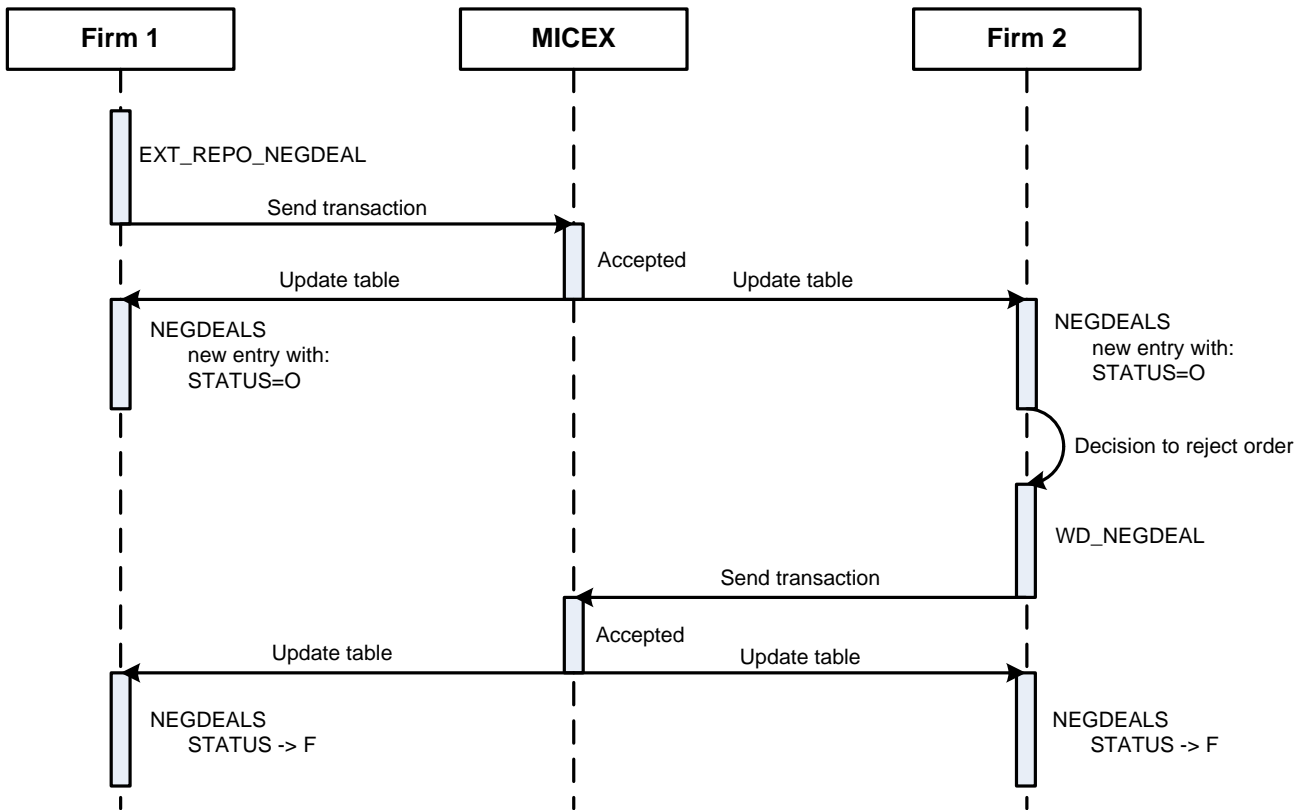 Firm 1
MICEX
Firm 2
EXT_REPO_NEGDEAL
Send transaction
Accepted
Update table
Update table
NEGDEALS
new entry with:
STATUS=O
NEGDEALS
new entry with:
STATUS=O
Decision to reject order
WD_NEGDEAL
Send transaction
Accepted
Update table
Update table
NEGDEALS
STATUS -> F
NEGDEALS
STATUS -> F